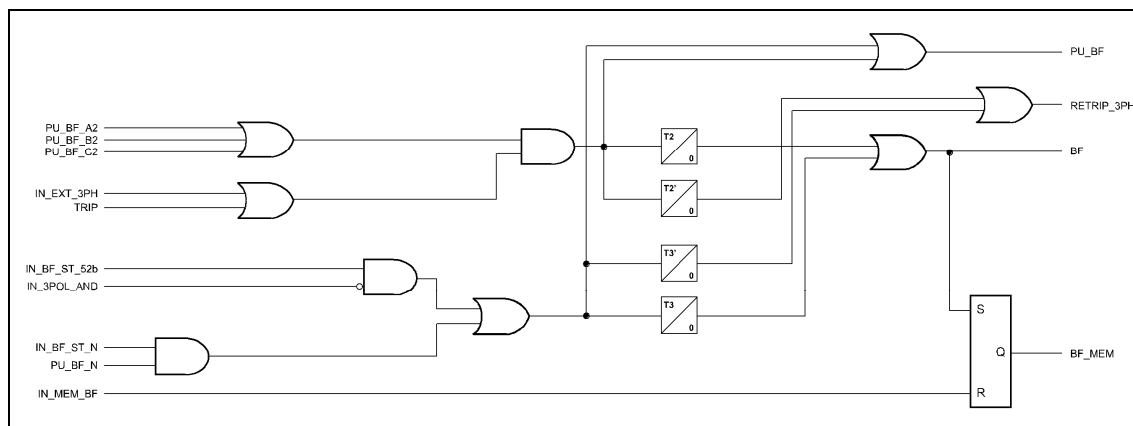 PU_BF
RETRIP_3PH
PU_BF_A2
PU_BF_B2
PU_BF_C2
T2
0
BF
IN_EXT_3PH
TRIP
T2'
0
IN_BF_ST_52b
IN_3POL_AND
T3'
0
T3
0
S
IN_BF_ST_N
PU_BF_N
Q
BF_MEM
IN_MEM_BF
R